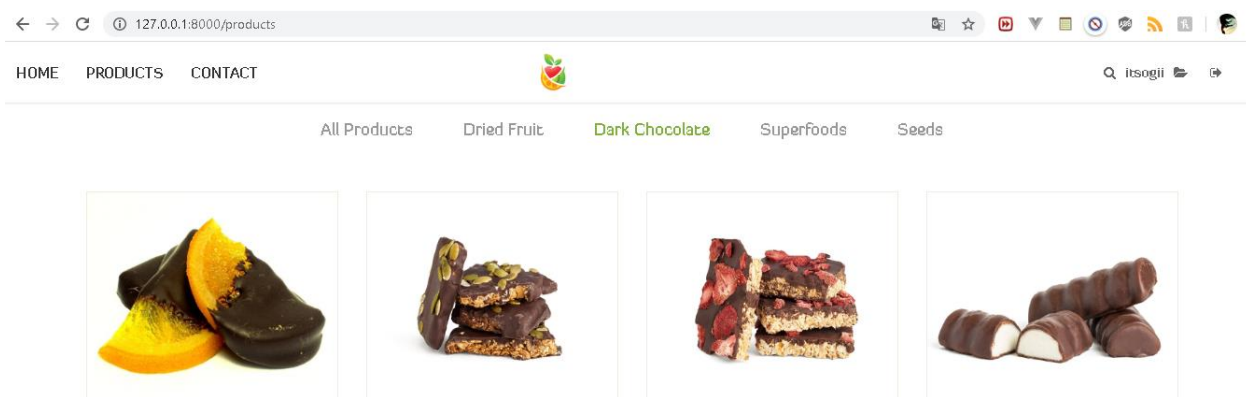 127.0.0.1:8000/products
HOME PRODUCTS CONTACT itsogii
All Products Dried Fruit Dark Chocolate Superfoods Seeds